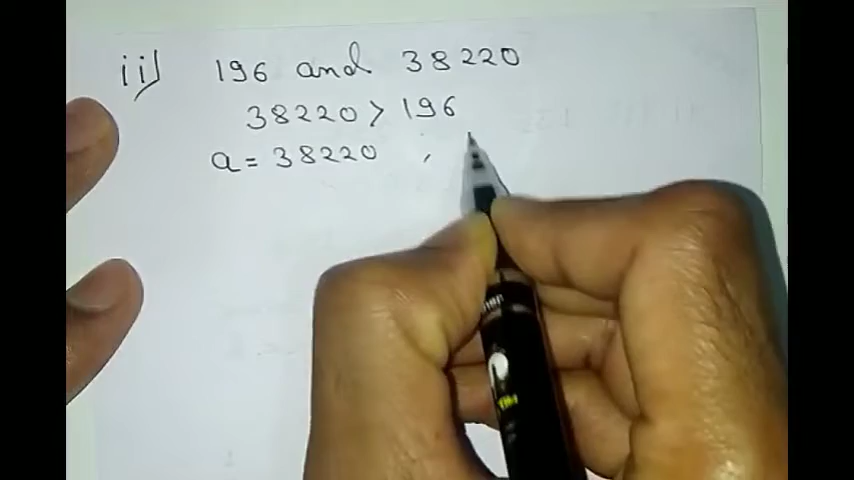 ii) 196 and 38220
38220 > 196
a = 38220 ,